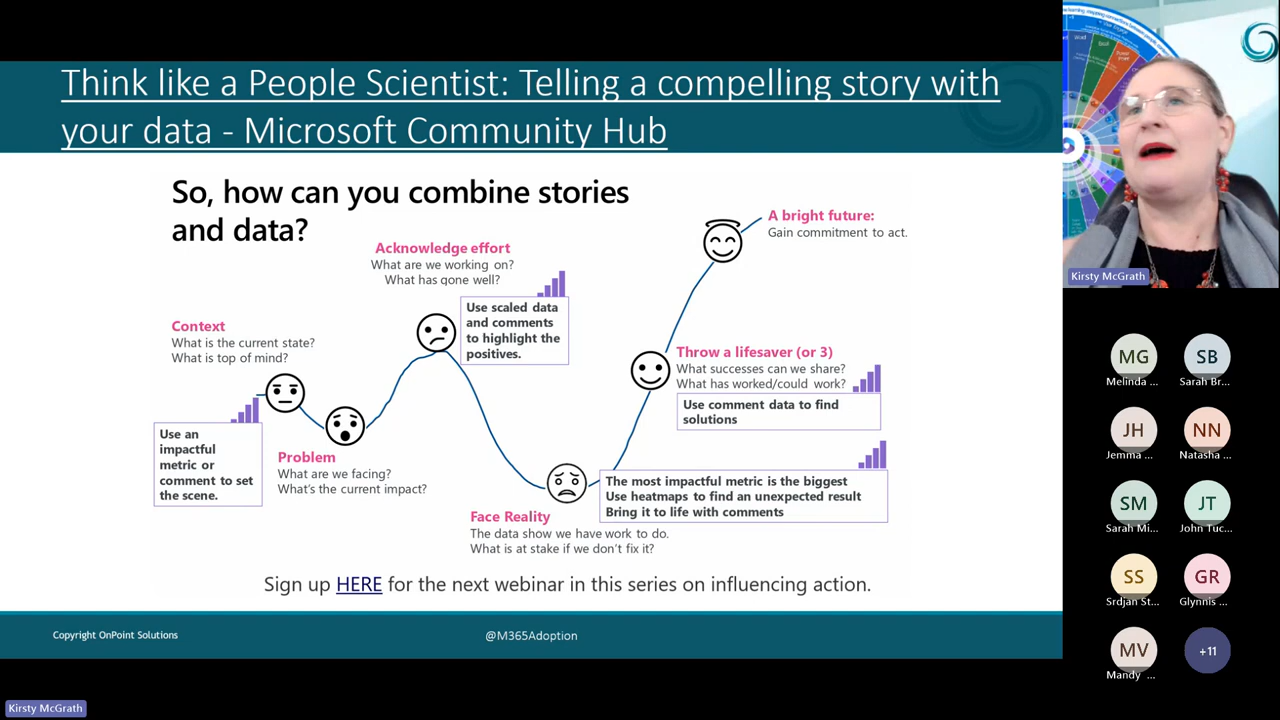 Think like a People Scientist: Telling a compelling story with
your data - Microsoft Community Hub
So, how can you combine stories
and data?
Acknowledge effort
What are we working on?
What has gone well?
Use scaled data
and comments
to highlight the
positives.
Context
What is the current state?
What is top of mind?
Use an
impactful
metric or
comment to set
the scene.
Problem
What are we facing?
What's the current impact?
Face Reality
The data show we have work to do.
What is at stake if we don't fix it?
The most impactful metric is the biggest
Use heatmaps to find an unexpected result
Bring it to life with comments
Throw a lifesaver (or 3)
What successes can we share?
What has worked/could work?
Use comment data to find
solutions
A bright future:
Gain commitment to act.
Sign up HERE for the next webinar in this series on influencing action.
Copyright OnPoint Solutions
@M365Adoption
Kirsty McGrath
Word
Kirsty McGrath
MG
Melinda ...
SB
Sarah Br...
JH
Jemma ...
NN
Natasha ...
SM
Sarah Mi...
JT
John Tuc...
SS
Srdjan St...
GR
Glynnis ...
MV
Mandy ...
+11